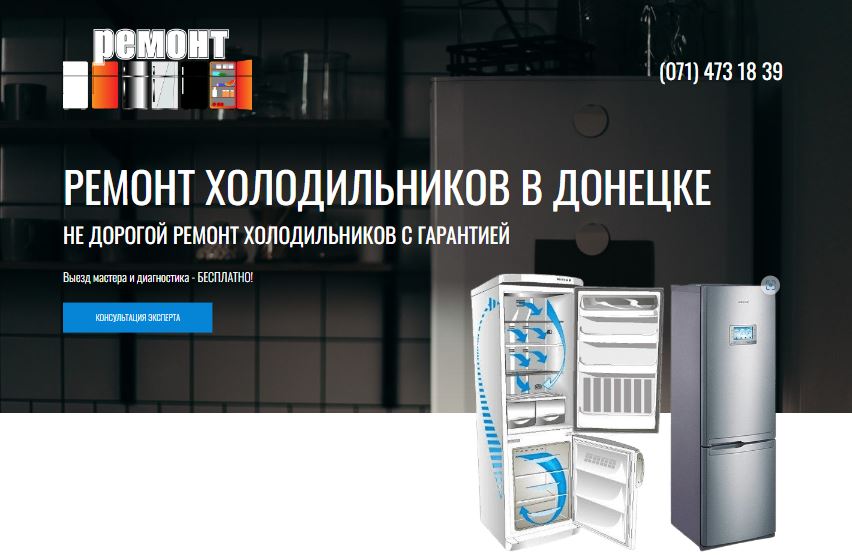 ремонт
(071) 473 18 39
РЕМОНТ ХОЛОДИЛЬНИКОВ В ДОНЕЦКЕ
НЕ ДОРОГОЙ РЕМОНТ ХОЛОДИЛЬНИКОВ С ГАРАНТИЕЙ
Выезд мастера и диагностика - БЕСПЛАТНО!
КОНСУЛЬТАЦИЯ ЭКСПЕРТА